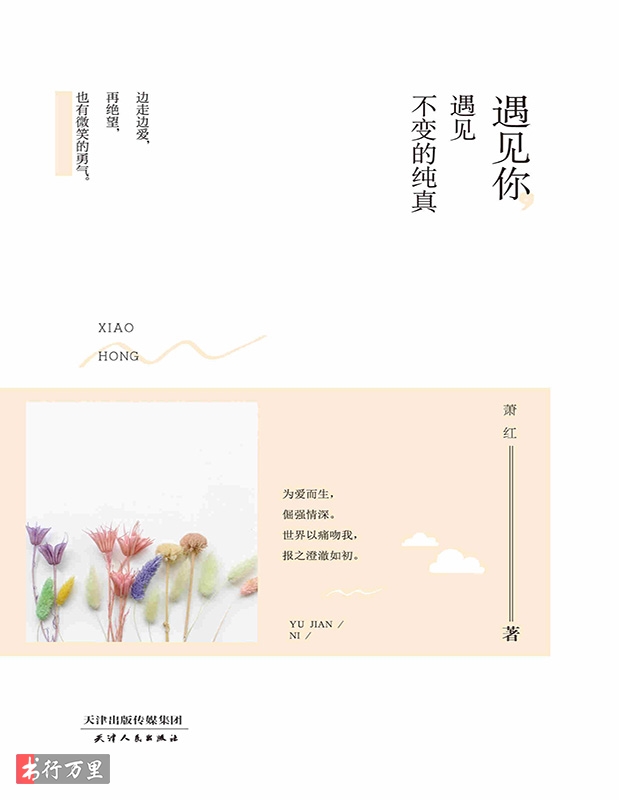 遇见你，
遇见
不变的纯真
边走边爱，
再绝望，
也有微笑的勇气。
XIAO
HONG
萧红
著
为爱而生，
倔强情深。
世界以痛吻我，
报之澄澈如初。
YU JIAN /
NI /
天津出版传媒集团
天津人民出版社
书行万里